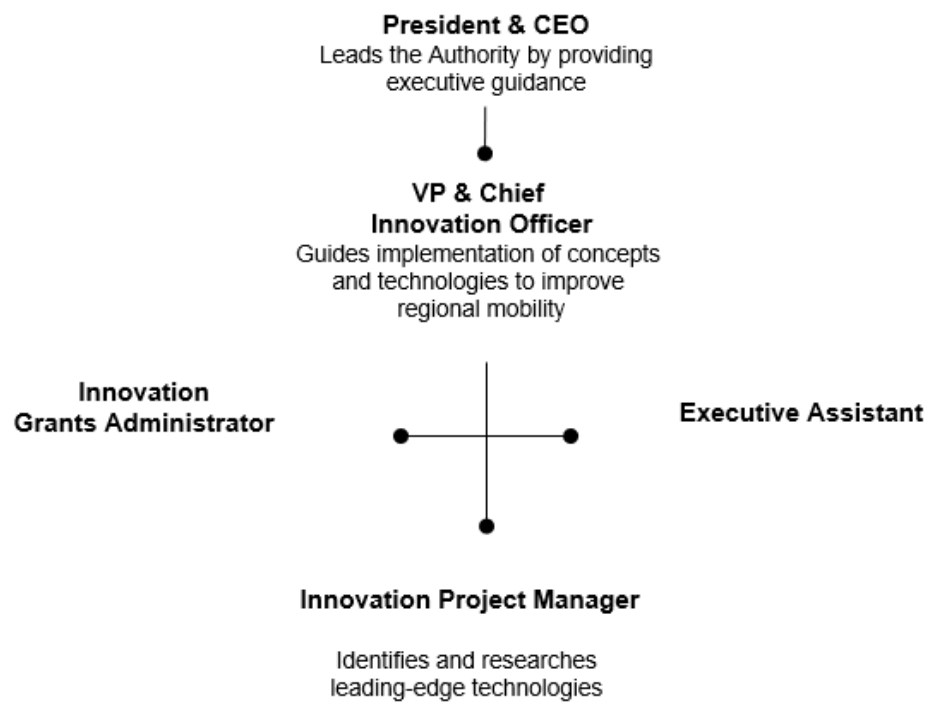 President & CEO
Leads the Authority by providing
executive guidance
VP & Chief
Innovation Officer
Guides implementation of concepts
and technologies to improve
regional mobility
Innovation
Grants Administrator
Executive Assistant
Innovation Project Manager
Identifies and researches
leading-edge technologies